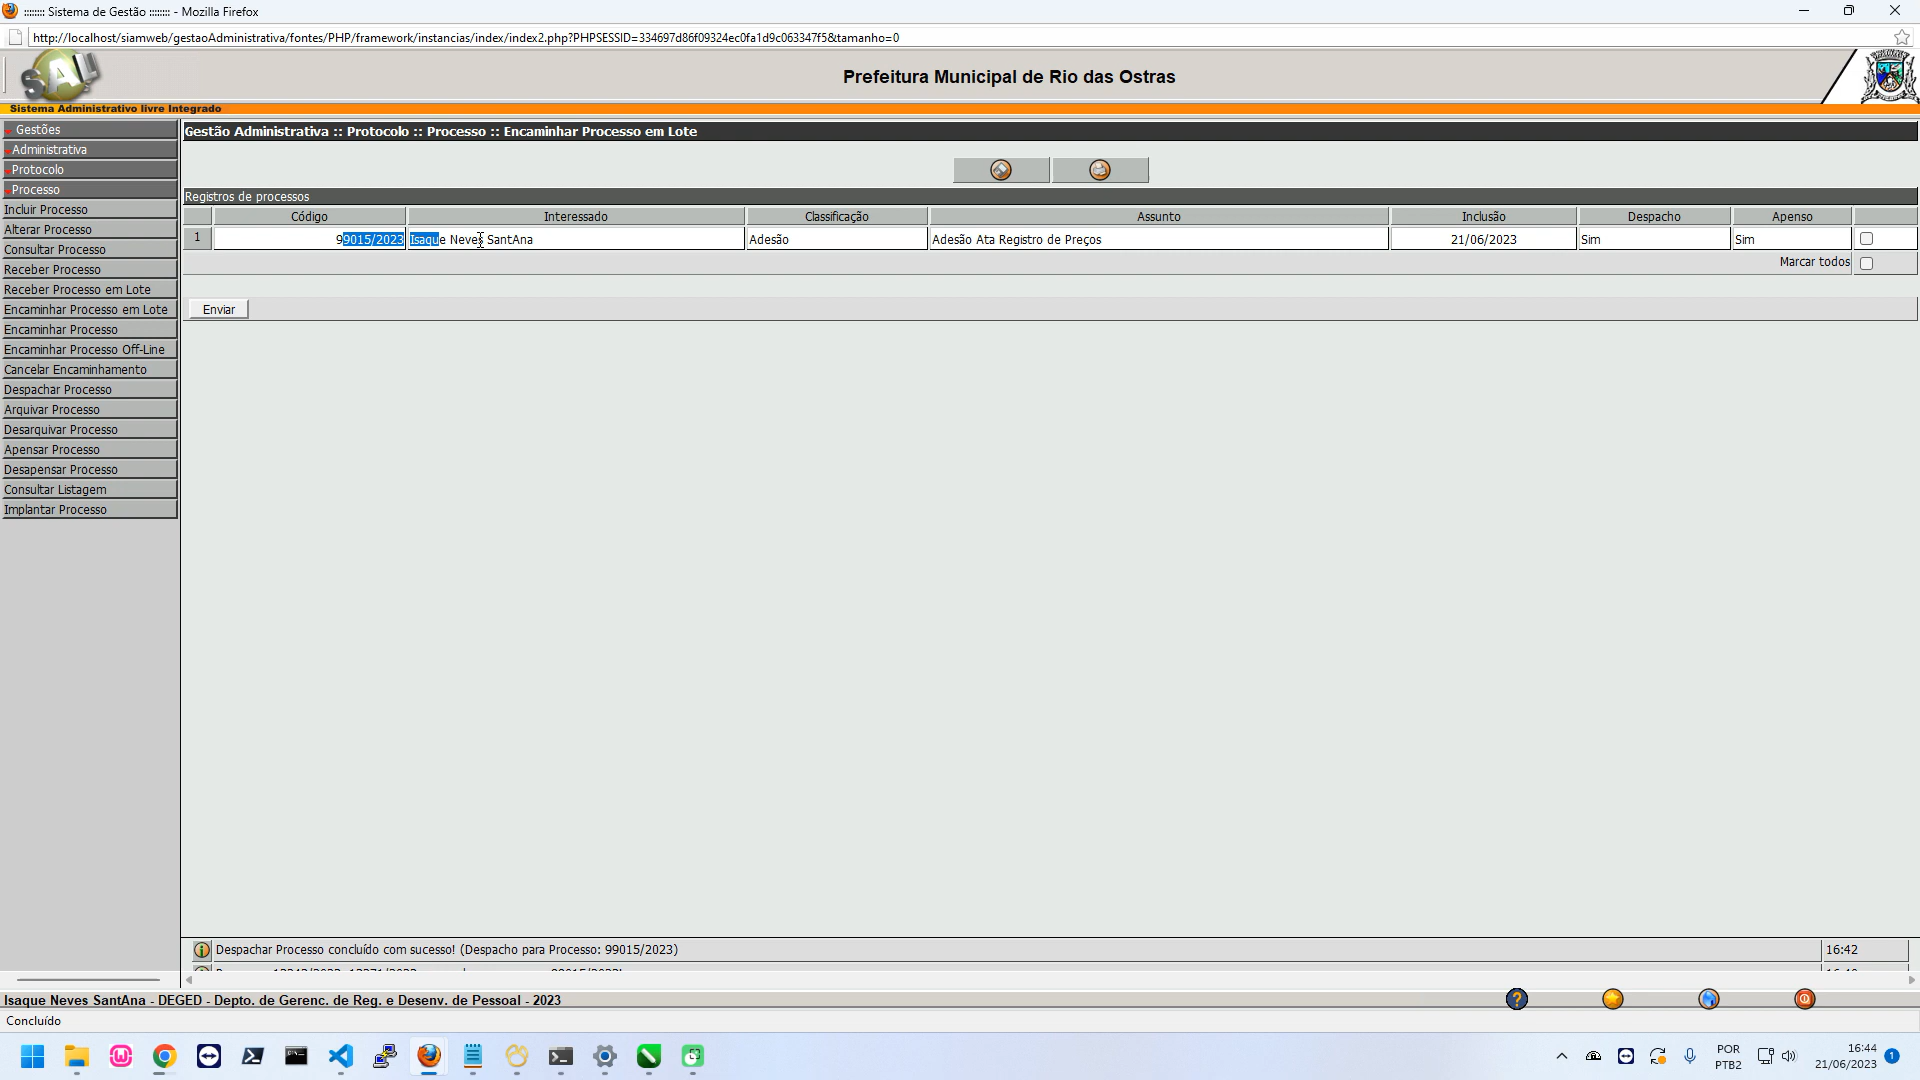 :::::::: Sistema de Gestão :::::::: - Mozilla Firefox
http://localhost/siamweb/gestaoAdministrativa/fontes/PHP/framework/instancias/index/index2.php?PHPSESSID=334697d86f09324ec0fa1d9c063347f5&tamanho=0
SAL
Prefeitura Municipal de Rio das Ostras
Sistema Administrativo livre Integrado
Gestões
Administrativa
Protocolo
Processo
Incluir Processo
Alterar Processo
Consultar Processo
Receber Processo
Receber Processo em Lote
Encaminhar Processo em Lote
Encaminhar Processo
Encaminhar Processo Off-Line
Cancelar Encaminhamento
Despachar Processo
Arquivar Processo
Desarquivar Processo
Apensar Processo
Desapensar Processo
Consultar Listagem
Implantar Processo
Gestão Administrativa :: Protocolo :: Processo :: Encaminhar Processo em Lote
Registros de processos
Código Interessado Classificação Assunto Inclusão Despacho Apenso
1 99015/2023 Isaque Neves SantAna Adesão Adesão Ata Registro de Preços 21/06/2023 Sim Sim
Marcar todos
Enviar
Despachar Processo concluído com sucesso! (Despacho para Processo: 99015/2023) 16:42
Isaque Neves SantAna - DEGED - Depto. de Gerenc. de Reg. e Desenv. de Pessoal - 2023
Concluído
POR
PTB2
16:44
21/06/2023
1